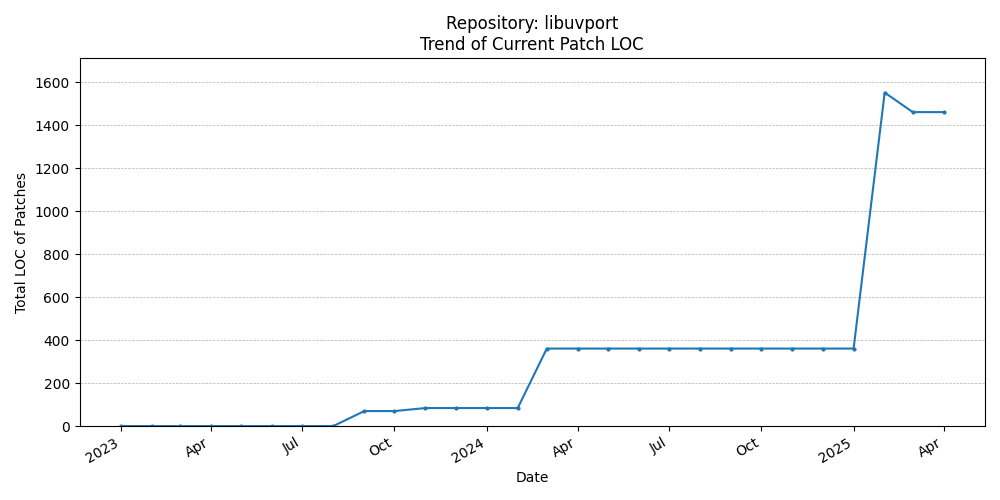 Repository: libuvport
Trend of Current Patch LOC
Total LOC of Patches
1600
1400
1200
1000
800
600
400
200
0
2023
Apr
Jul
Oct
2024
Apr
Jul
Oct
2025
Apr
Date